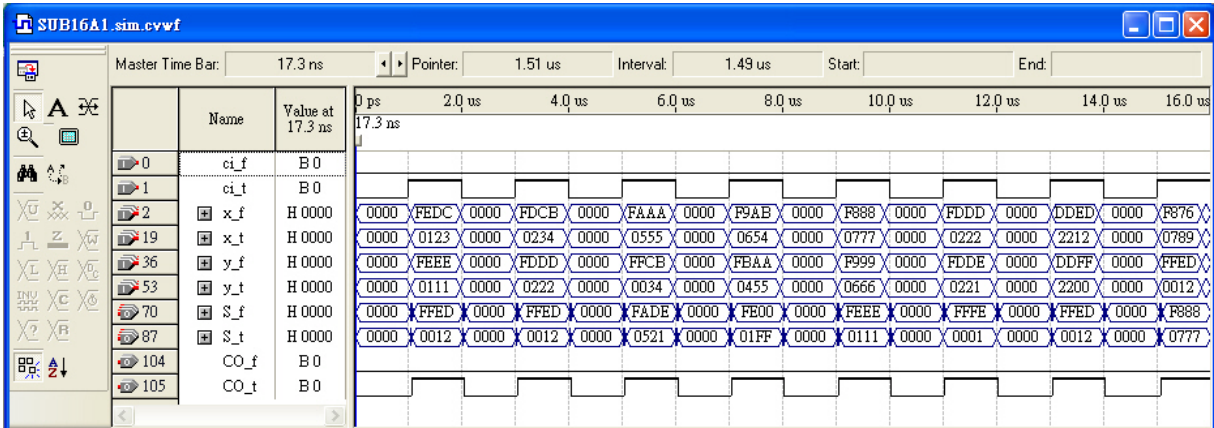 SUB16A1.sim.cvwf
Master Time Bar: 17.3 ns Pointer: 1.51 us Interval: 1.49 us Start: End:
Name Value at 17.3 ns 0 ps 2.0 us 4.0 us 6.0 us 8.0 us 10.0 us 12.0 us 14.0 us 16.0 us
17.3 ns
0 ci_f B 0
1 ci_t B 0
2 x_f H 0000 0000 FEDC 0000 FDCB 0000 FAAA 0000 F9AB 0000 F888 0000 FDDD 0000 DDED 0000 F876
19 x_t H 0000 0000 0123 0000 0234 0000 0555 0000 0654 0000 0777 0000 0222 0000 2212 0000 0789
36 y_f H 0000 0000 FEEE 0000 FDDD 0000 FFCB 0000 FBAA 0000 F999 0000 FDDE 0000 DDFF 0000 FFED
53 y_t H 0000 0000 0111 0000 0222 0000 0034 0000 0455 0000 0666 0000 0221 0000 2200 0000 0012
70 S_f H 0000 0000 FFED 0000 FFED 0000 FADE 0000 FE00 0000 FEEE 0000 FFFE 0000 FFED 0000 F888
87 S_t H 0000 0000 0012 0000 0012 0000 0521 0000 01FF 0000 0111 0000 0001 0000 0012 0000 0777
104 CO_f B 0
105 CO_t B 0